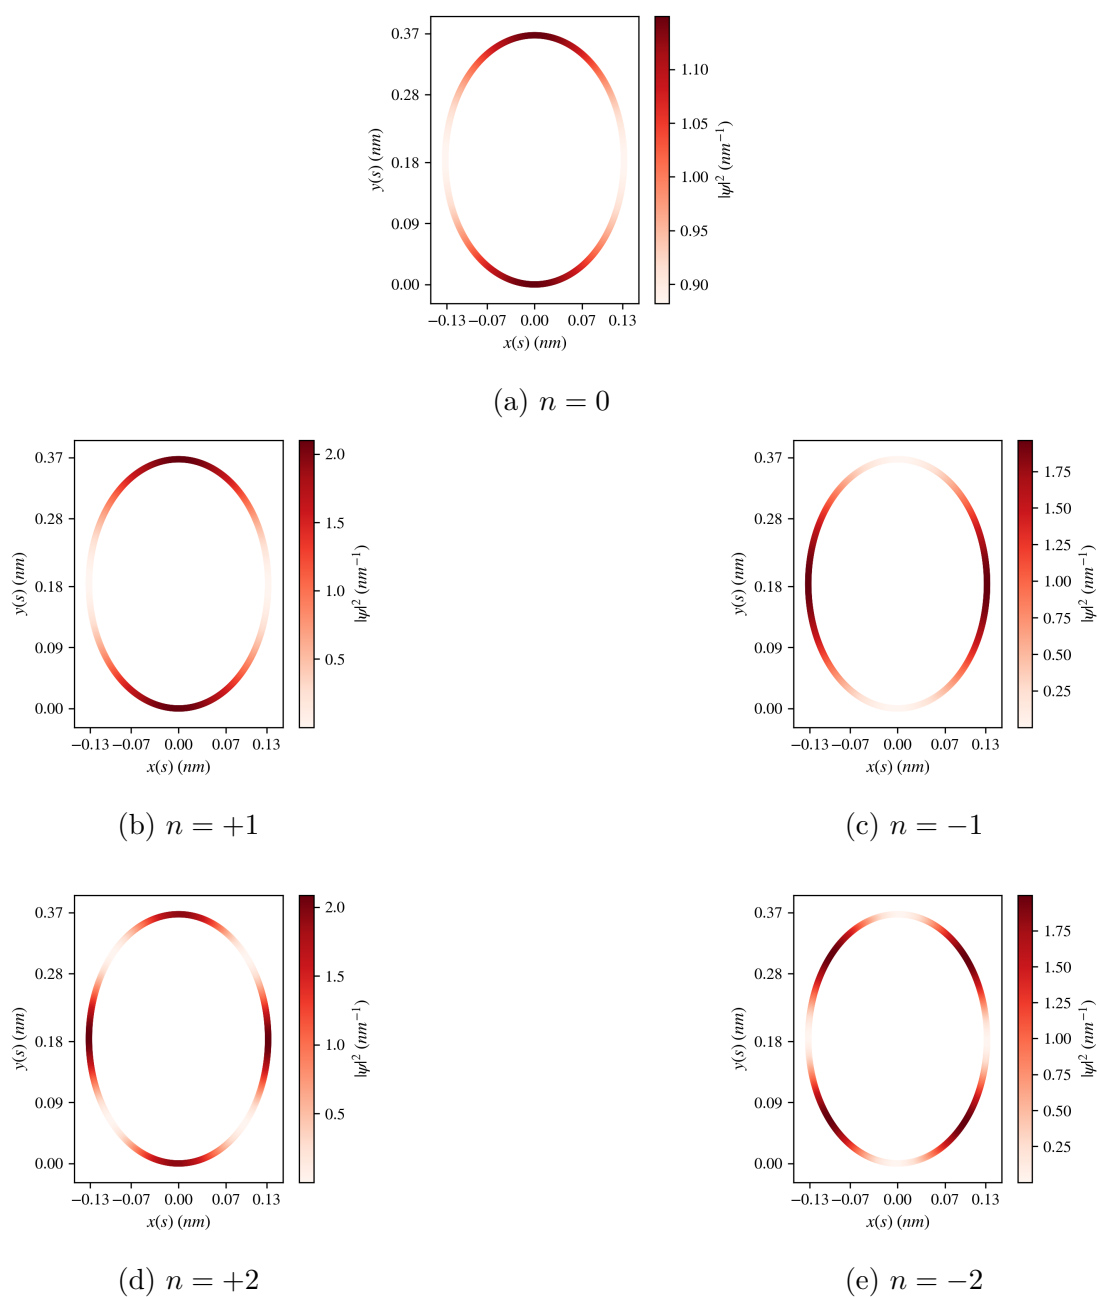 0.37
0.28
0.18
0.09
0.00
y(s) (nm)
−0.13 −0.07 0.00 0.07 0.13
x(s) (nm)
1.10
1.05
1.00
0.95
0.90
|ψ|² (nm⁻¹)
(a) n = 0
0.37
0.28
0.18
0.09
0.00
y(s) (nm)
−0.13 −0.07 0.00 0.07 0.13
x(s) (nm)
2.0
1.5
1.0
0.5
|ψ|² (nm⁻¹)
(b) n = +1
0.37
0.28
0.18
0.09
0.00
y(s) (nm)
−0.13 −0.07 0.00 0.07 0.13
x(s) (nm)
1.75
1.50
1.25
1.00
0.75
0.50
0.25
|ψ|² (nm⁻¹)
(c) n = −1
0.37
0.28
0.18
0.09
0.00
y(s) (nm)
−0.13 −0.07 0.00 0.07 0.13
x(s) (nm)
2.0
1.5
1.0
0.5
|ψ|² (nm⁻¹)
(d) n = +2
0.37
0.28
0.18
0.09
0.00
y(s) (nm)
−0.13 −0.07 0.00 0.07 0.13
x(s) (nm)
1.75
1.50
1.25
1.00
0.75
0.50
0.25
|ψ|² (nm⁻¹)
(e) n = −2